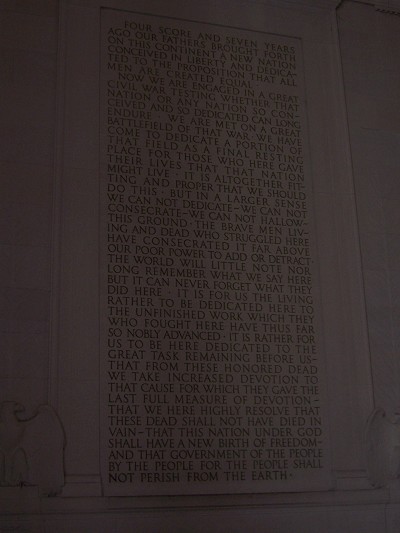 FOUR SCORE AND SEVEN YEARS
AGO OUR FATHERS BROUGHT FORTH
ON THIS CONTINENT A NEW NATION
CONCEIVED IN LIBERTY AND DEDICA-
TED TO THE PROPOSITION THAT ALL
MEN ARE CREATED EQUAL ·
NOW WE ARE ENGAGED IN A GREAT
CIVIL WAR TESTING WHETHER THAT
NATION OR ANY NATION SO CON-
CEIVED AND SO DEDICATED CAN LONG
ENDURE · WE ARE MET ON A GREAT
BATTLEFIELD OF THAT WAR · WE HAVE
COME TO DEDICATE A PORTION OF
THAT FIELD AS A FINAL RESTING
PLACE FOR THOSE WHO HERE GAVE
THEIR LIVES THAT THAT NATION
MIGHT LIVE · IT IS ALTOGETHER FIT-
TING AND PROPER THAT WE SHOULD
DO THIS · BUT IN A LARGER SENSE
WE CAN NOT DEDICATE–WE CAN NOT
CONSECRATE–WE CAN NOT HALLOW–
THIS GROUND · THE BRAVE MEN LIV-
ING AND DEAD WHO STRUGGLED HERE
HAVE CONSECRATED IT FAR ABOVE
OUR POOR POWER TO ADD OR DETRACT ·
THE WORLD WILL LITTLE NOTE NOR
LONG REMEMBER WHAT WE SAY HERE
BUT IT CAN NEVER FORGET WHAT THEY
DID HERE · IT IS FOR US THE LIVING
RATHER TO BE DEDICATED HERE TO
THE UNFINISHED WORK WHICH THEY
WHO FOUGHT HERE HAVE THUS FAR
SO NOBLY ADVANCED · IT IS RATHER FOR
US TO BE HERE DEDICATED TO THE
GREAT TASK REMAINING BEFORE US–
THAT FROM THESE HONORED DEAD
WE TAKE INCREASED DEVOTION TO
THAT CAUSE FOR WHICH THEY GAVE THE
LAST FULL MEASURE OF DEVOTION–
THAT WE HERE HIGHLY RESOLVE THAT
THESE DEAD SHALL NOT HAVE DIED IN
VAIN–THAT THIS NATION UNDER GOD
SHALL HAVE A NEW BIRTH OF FREEDOM–
AND THAT GOVERNMENT OF THE PEOPLE
BY THE PEOPLE FOR THE PEOPLE SHALL
NOT PERISH FROM THE EARTH ·